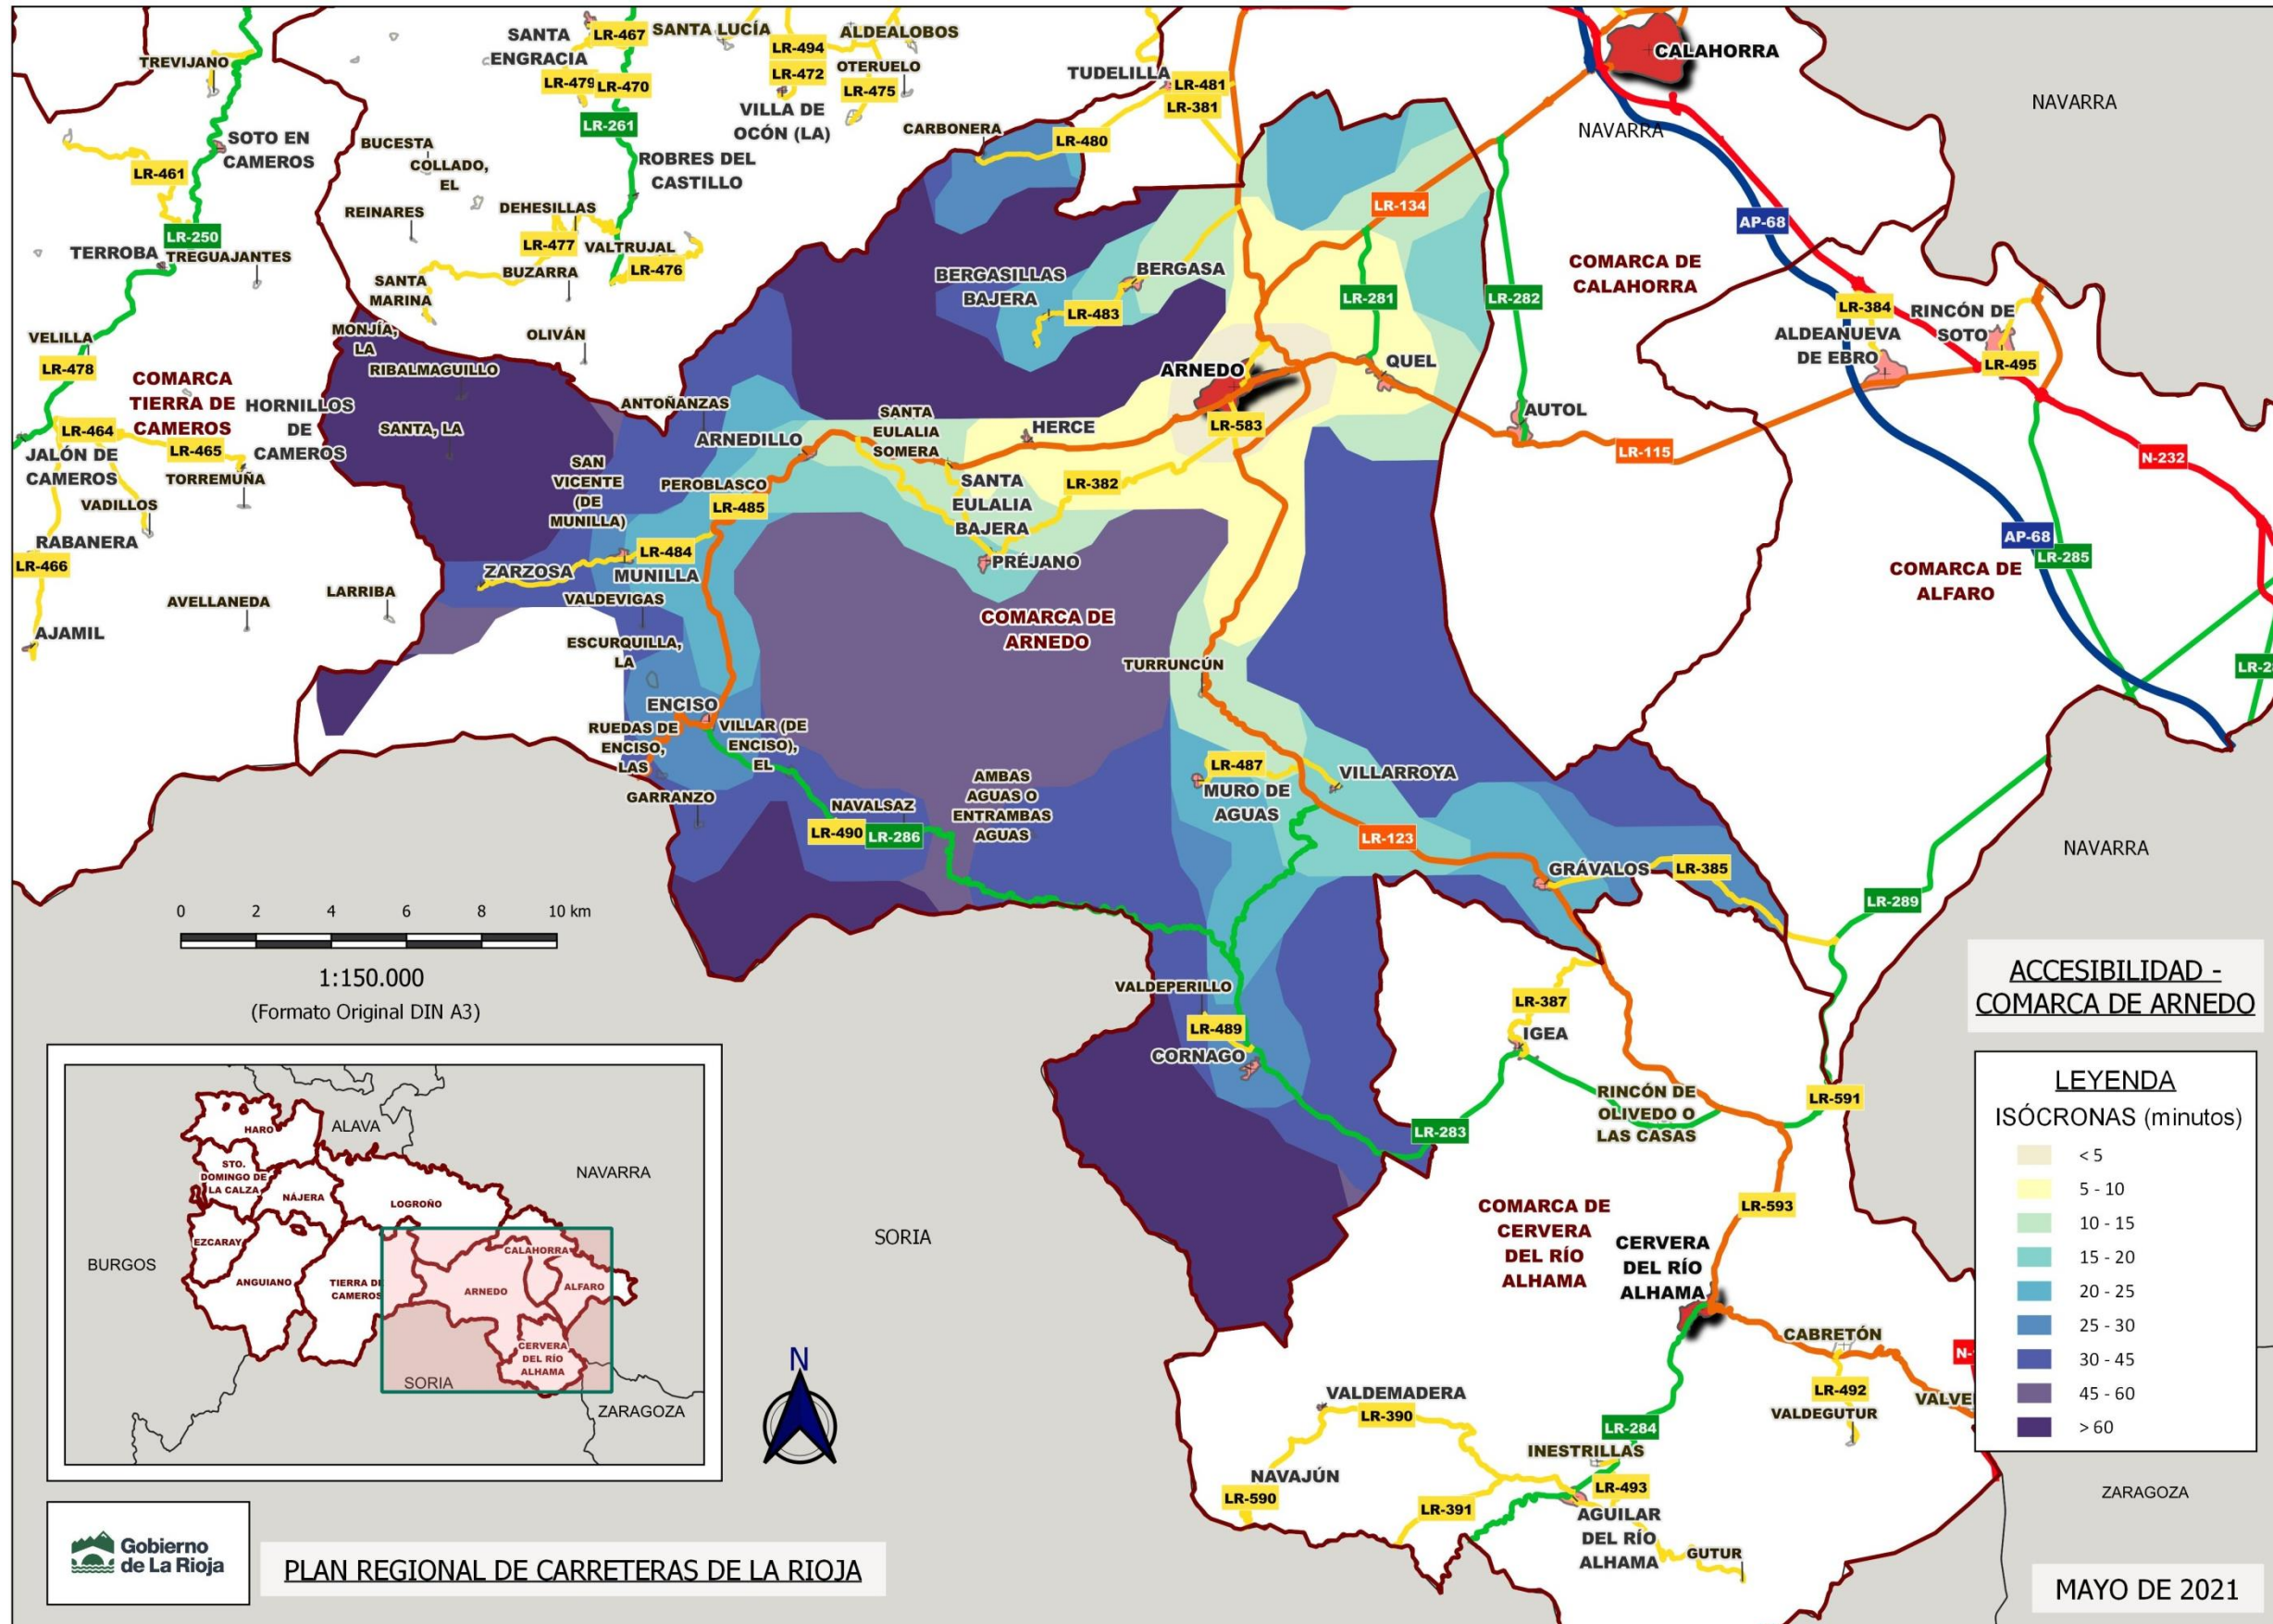 TREVIJANO
SOTO EN
CAMEROS
LR-461
LR-250
TERROBA
TREGUAJANTES
VELILLA
LR-478
COMARCA
TIERRA DE
CAMEROS
HORNILLOS
DE
CAMEROS
LR-464
LR-465
JALÓN DE
CAMEROS
TORREMUÑA
VADILLOS
RABANERA
LR-466
AVELLANEDA
LARRIBA
AJAMIL
SANTA
ENGRACIA
LR-467
LR-479
LR-470
LR-261
SANTA LUCÍA
LR-494
LR-472
ALDEALOBOS
OTERUELO
LR-475
VILLA DE
OCÓN (LA)
BUCESTA
COLLADO,
EL
ROBRES DEL
CASTILLO
REINARES
DEHESILLAS
LR-477
VALTRUJAL
LR-476
BUZARRA
SANTA
MARINA
OLIVÁN
MONJÍA,
LA
RIBALMAGUILLO
SANTA, LA
TUDELILLA
LR-481
LR-381
CARBONERA
LR-480
CALAHORRA
NAVARRA
NAVARRA
LR-134
AP-68
BERGASILLAS
BAJERA
BERGASA
LR-483
LR-281
LR-282
COMARCA DE
CALAHORRA
LR-384
RINCÓN DE
SOTO
ALDEANUEVA
DE EBRO
LR-495
ARNEDO
QUEL
LR-583
AUTOL
LR-115
N-232
ANTOÑANZAS
ARNEDILLO
SANTA
EULALIA
SOMERA
HERCE
SAN
VICENTE
(DE
MUNILLA)
PEROBLASCO
LR-485
LR-382
SANTA
EULALIA
BAJERA
PRÉJANO
LR-484
ZARZOSA
MUNILLA
VALDEVIGAS
COMARCA DE
ARNEDO
AP-68
LR-285
COMARCA DE
ALFARO
LR-28
ESCURQUILLA,
LA
ENCISO
TURRUNCÚN
RUEDAS DE
ENCISO,
LAS
VILLAR (DE
ENCISO),
EL
GARRANZO
NAVALSAZ
LR-490
LR-286
AMBAS
AGUAS O
ENTRAMBAS
AGUAS
LR-487
MURO DE
AGUAS
VILLARROYA
LR-123
GRÁVALOS
LR-385
NAVARRA
LR-289
0 2 4 6 8 10 km
1:150.000
(Formato Original DIN A3)
VALDEPERILLO
LR-489
CORNAGO
LR-387
IGEA
RINCÓN DE
OLIVEDO O
LAS CASAS
LR-591
LR-283
SORIA
COMARCA DE
CERVERA
DEL RÍO
ALHAMA
LR-593
CERVERA
DEL RÍO
ALHAMA
CABRETÓN
LR-492
VALDEGUTUR
VALVE
N-
VALDEMADERA
LR-390
LR-284
INESTRILLAS
NAVAJÚN
LR-590
LR-391
LR-493
AGUILAR
DEL RÍO
ALHAMA
GUTUR
ZARAGOZA
ACCESIBILIDAD -
COMARCA DE ARNEDO
LEYENDA
ISÓCRONAS (minutos)
< 5
5 - 10
10 - 15
15 - 20
20 - 25
25 - 30
30 - 45
45 - 60
> 60
HARO
ALAVA
NAVARRA
STO.
DOMINGO DE
LA CALZA
NÁJERA
LOGROÑO
EZCARAY
BURGOS
ANGUIANO
TIERRA DE
CAMEROS
CALAHORRA
ARNEDO
ALFARO
CERVERA
DEL RÍO
ALHAMA
SORIA
ZARAGOZA
N
Gobierno
de La Rioja
PLAN REGIONAL DE CARRETERAS DE LA RIOJA
MAYO DE 2021